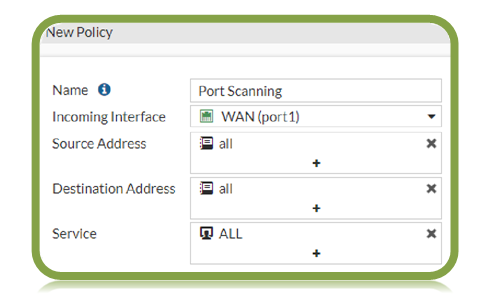 New Policy
Name Port Scanning
Incoming Interface WAN (port1)
Source Address all
+
Destination Address all
+
Service ALL
+